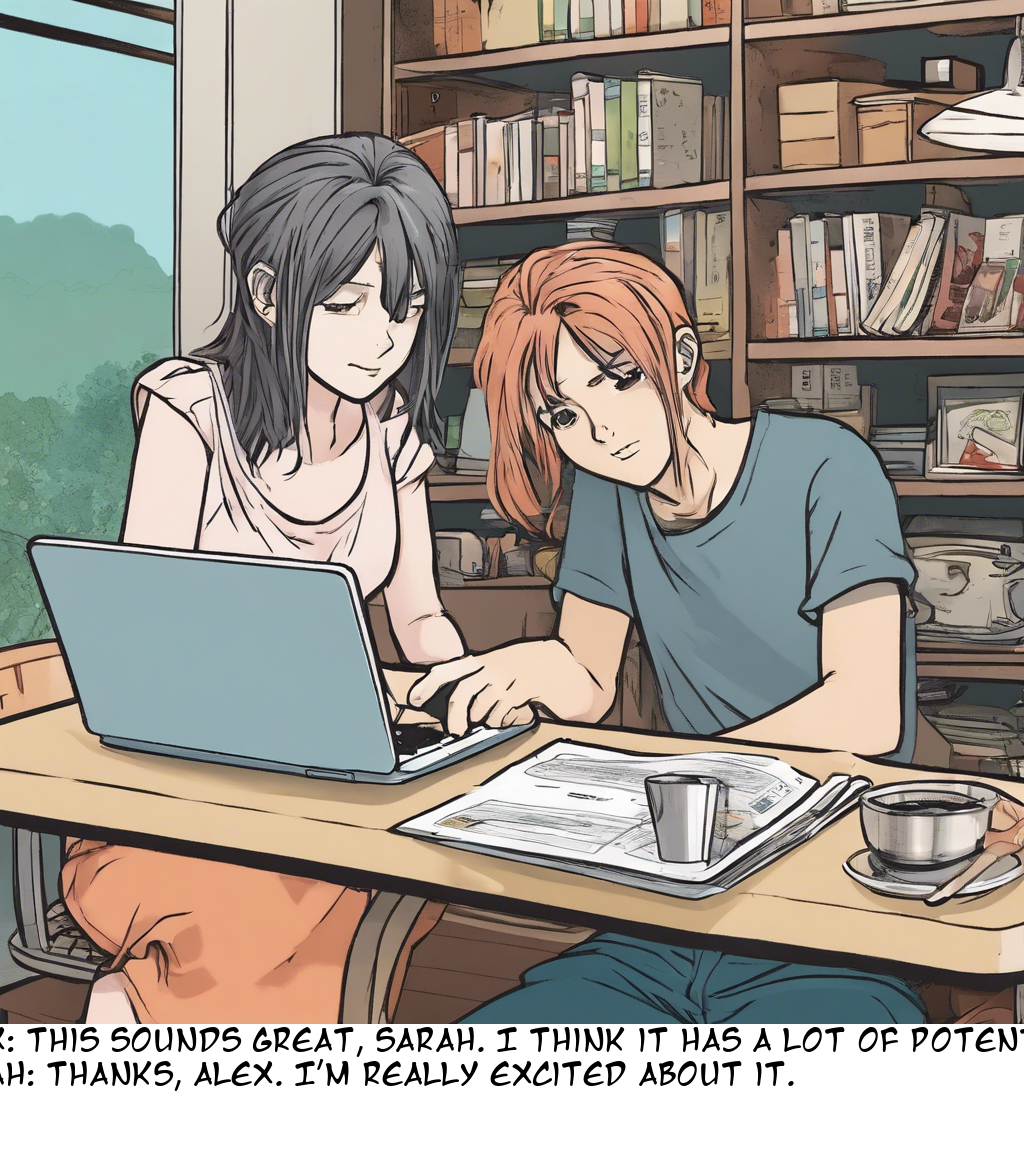 X: THIS SOUNDS GREAT, SARAH. I THINK IT HAS A LOT OF POTENT
AH: THANKS, ALEX. I'M REALLY EXCITED ABOUT IT.